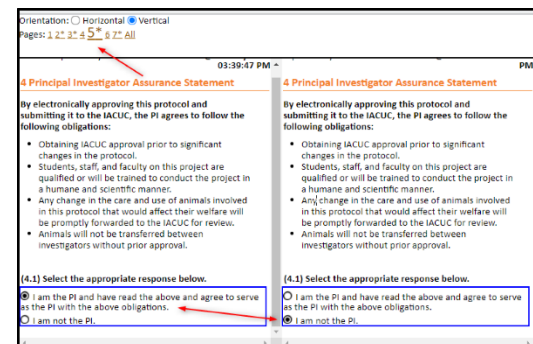 Orientation: Horizontal Vertical
Pages: 1 2* 3* 4 5* 6 7* All
03:39:47 PM
4 Principal Investigator Assurance Statement
By electronically approving this protocol and
submitting it to the IACUC, the PI agrees to follow the
following obligations:
Obtaining IACUC approval prior to significant
changes in the protocol.
Students, staff, and faculty on this project are
qualified or will be trained to conduct the project in
a humane and scientific manner.
Any change in the care and use of animals involved
in this protocol that would affect their welfare will
be promptly forwarded to the IACUC for review.
Animals will not be transferred between
investigators without prior approval.
(4.1) Select the appropriate response below.
I am the PI and have read the above and agree to serve
as the PI with the above obligations.
I am not the PI.
PM
4 Principal Investigator Assurance Statement
By electronically approving this protocol and
submitting it to the IACUC, the PI agrees to follow the
following obligations:
Obtaining IACUC approval prior to significant
changes in the protocol.
Students, staff, and faculty on this project are
qualified or will be trained to conduct the project in
a humane and scientific manner.
Any change in the care and use of animals involved
in this protocol that would affect their welfare will
be promptly forwarded to the IACUC for review.
Animals will not be transferred between
investigators without prior approval.
(4.1) Select the appropriate response below.
I am the PI and have read the above and agree to serve
as the PI with the above obligations.
I am not the PI.